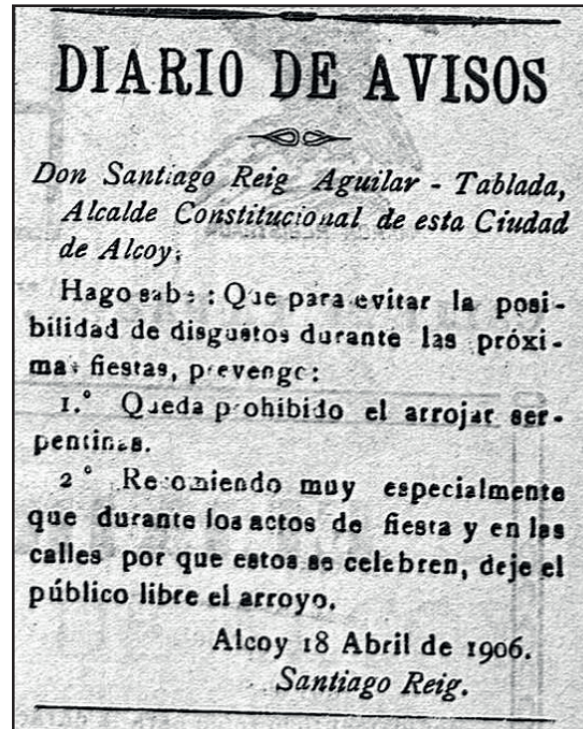 DIARIO DE AVISOS
Don Santiago Reig Aguilar - Tablada,
Alcalde Constitucional de esta Ciudad
de Alcoy:
Hago sabe: Que para evitar la posi-
bilidad de disgustos durante las próxi-
mas fiestas, prevengo:
1.º Queda prohibido el arrojar ser-
pentinas.
2º Recomiendo muy especialmente
que durante los actos de fiesta y en las
calles por que estos se celebren, deje el
público libre el arroyo.
Alcoy 18 Abril de 1906.
Santiago Reig.